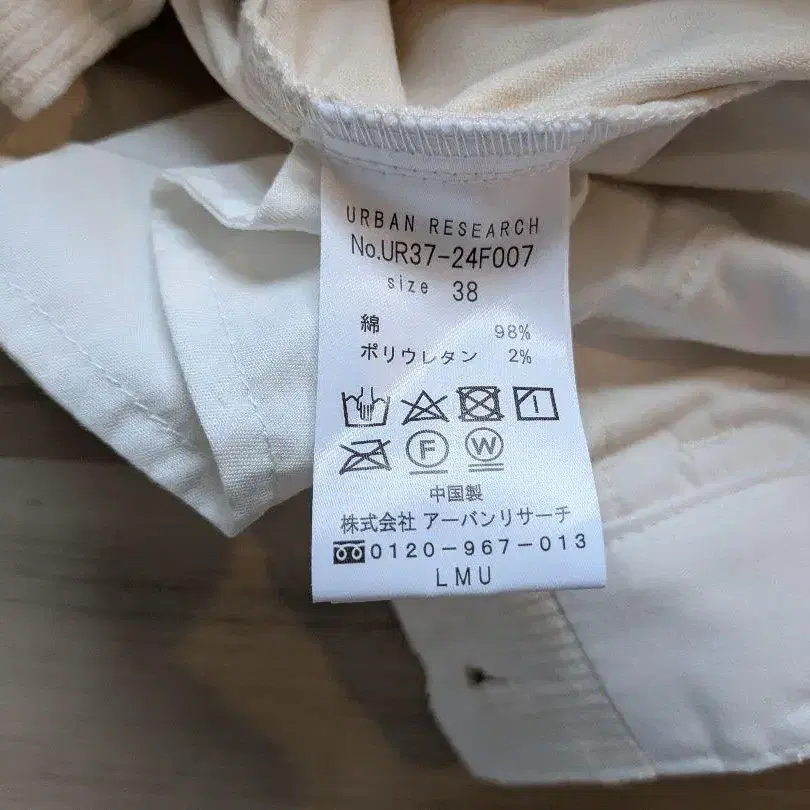 URBAN RESEARCH
No.UR37-24F007
size 38
綿 98%
ポリウレタン 2%
F W
中国製
株式会社 アーバンリサーチ
0120-967-013
LMU